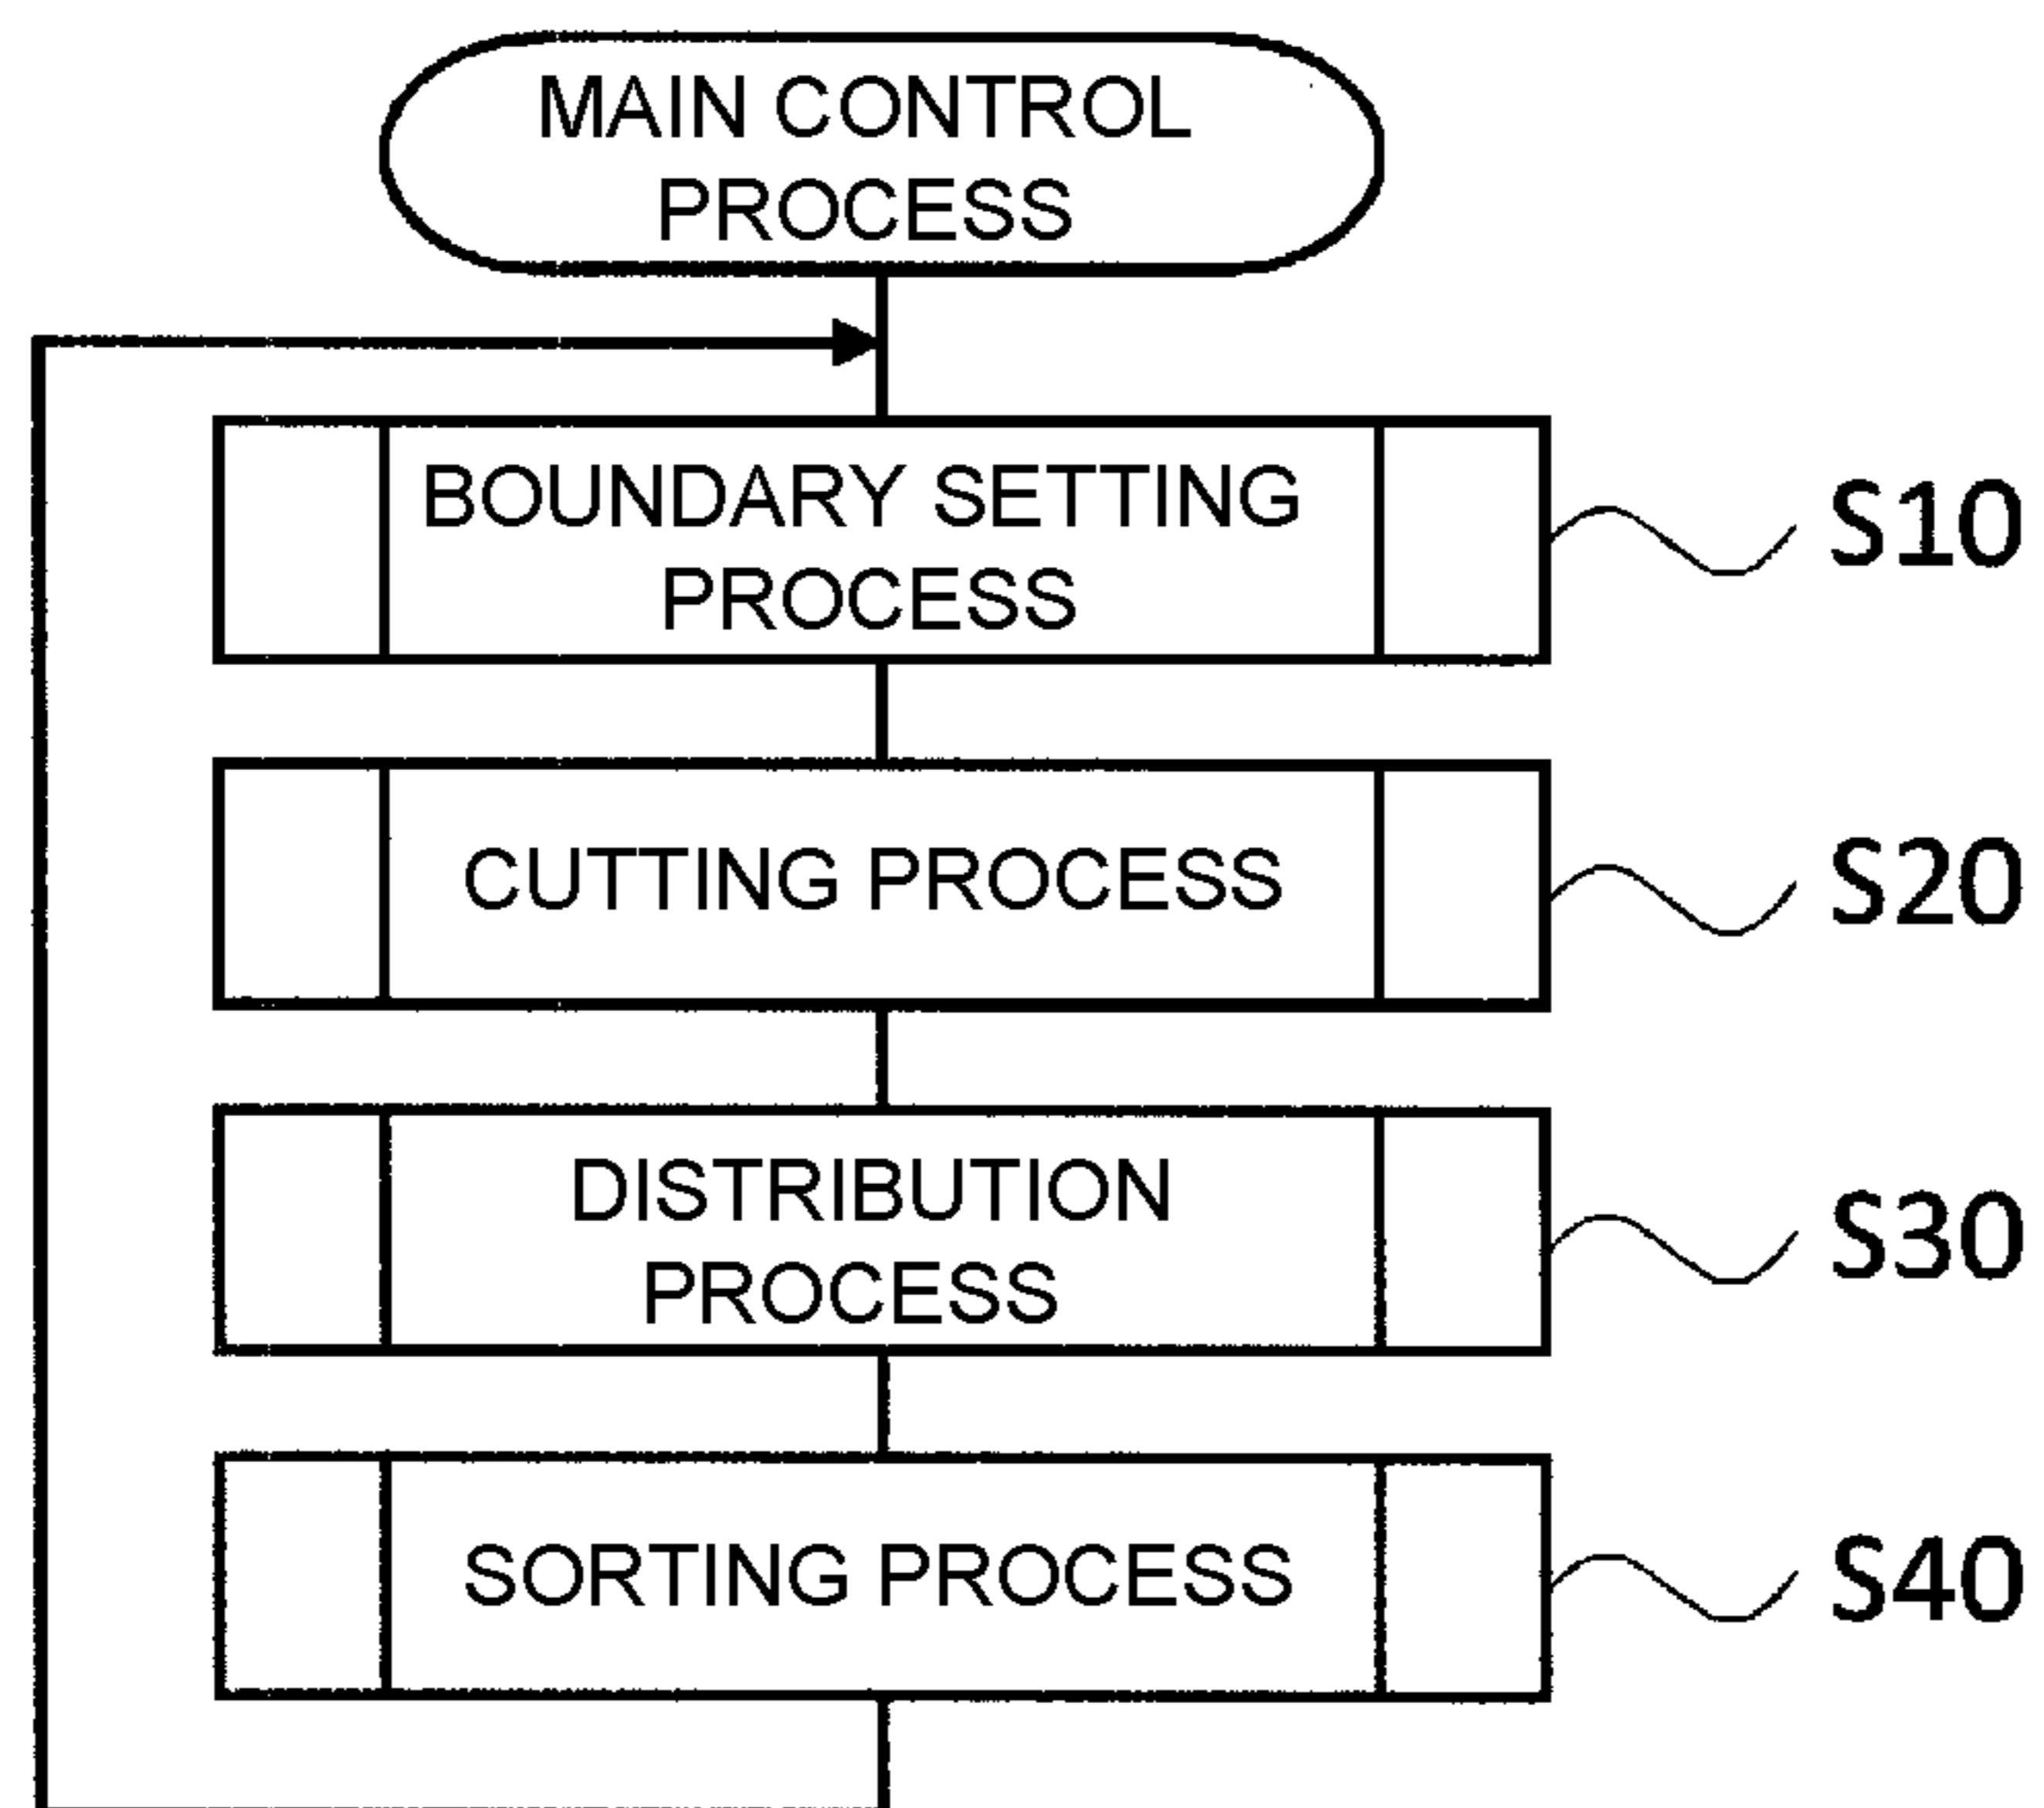 MAIN CONTROL
PROCESS
BOUNDARY SETTING
PROCESS
S10
CUTTING PROCESS
S20
DISTRIBUTION
PROCESS
S30
SORTING PROCESS
S40